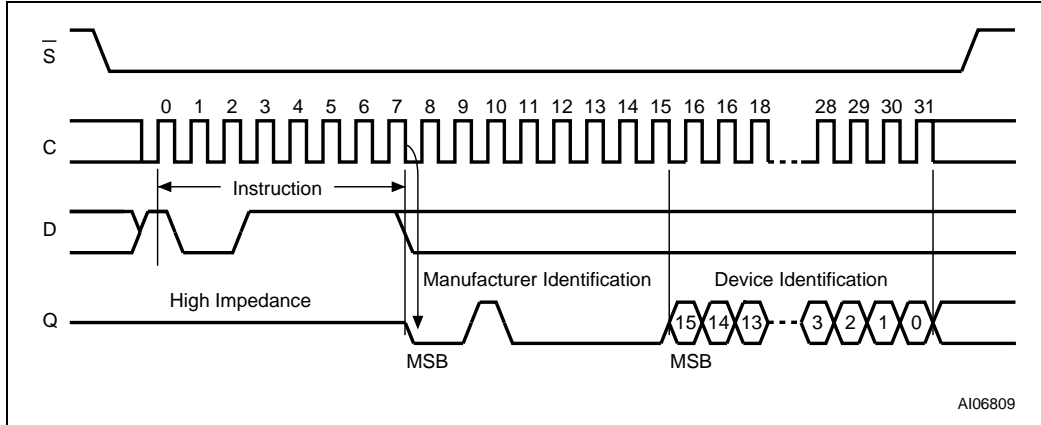 S
0 1 2 3 4 5 6 7 8 9 10 11 12 13 14 15 16 16 18 28 29 30 31
C
Instruction
D
Manufacturer Identification Device Identification
High Impedance
Q 15 14 13 3 2 1 0
MSB MSB
AI06809